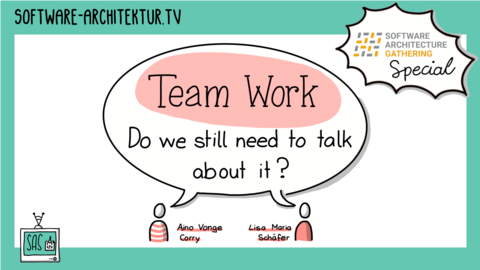 SOFTWARE-ARCHITEKTUR.TV
SOFTWARE
ARCHITECTURE
GATHERING
Special
Team Work
Do we still need to talk
about it?
Aino Vonge
Corry
Lisa Maria
Schäfer
SAS